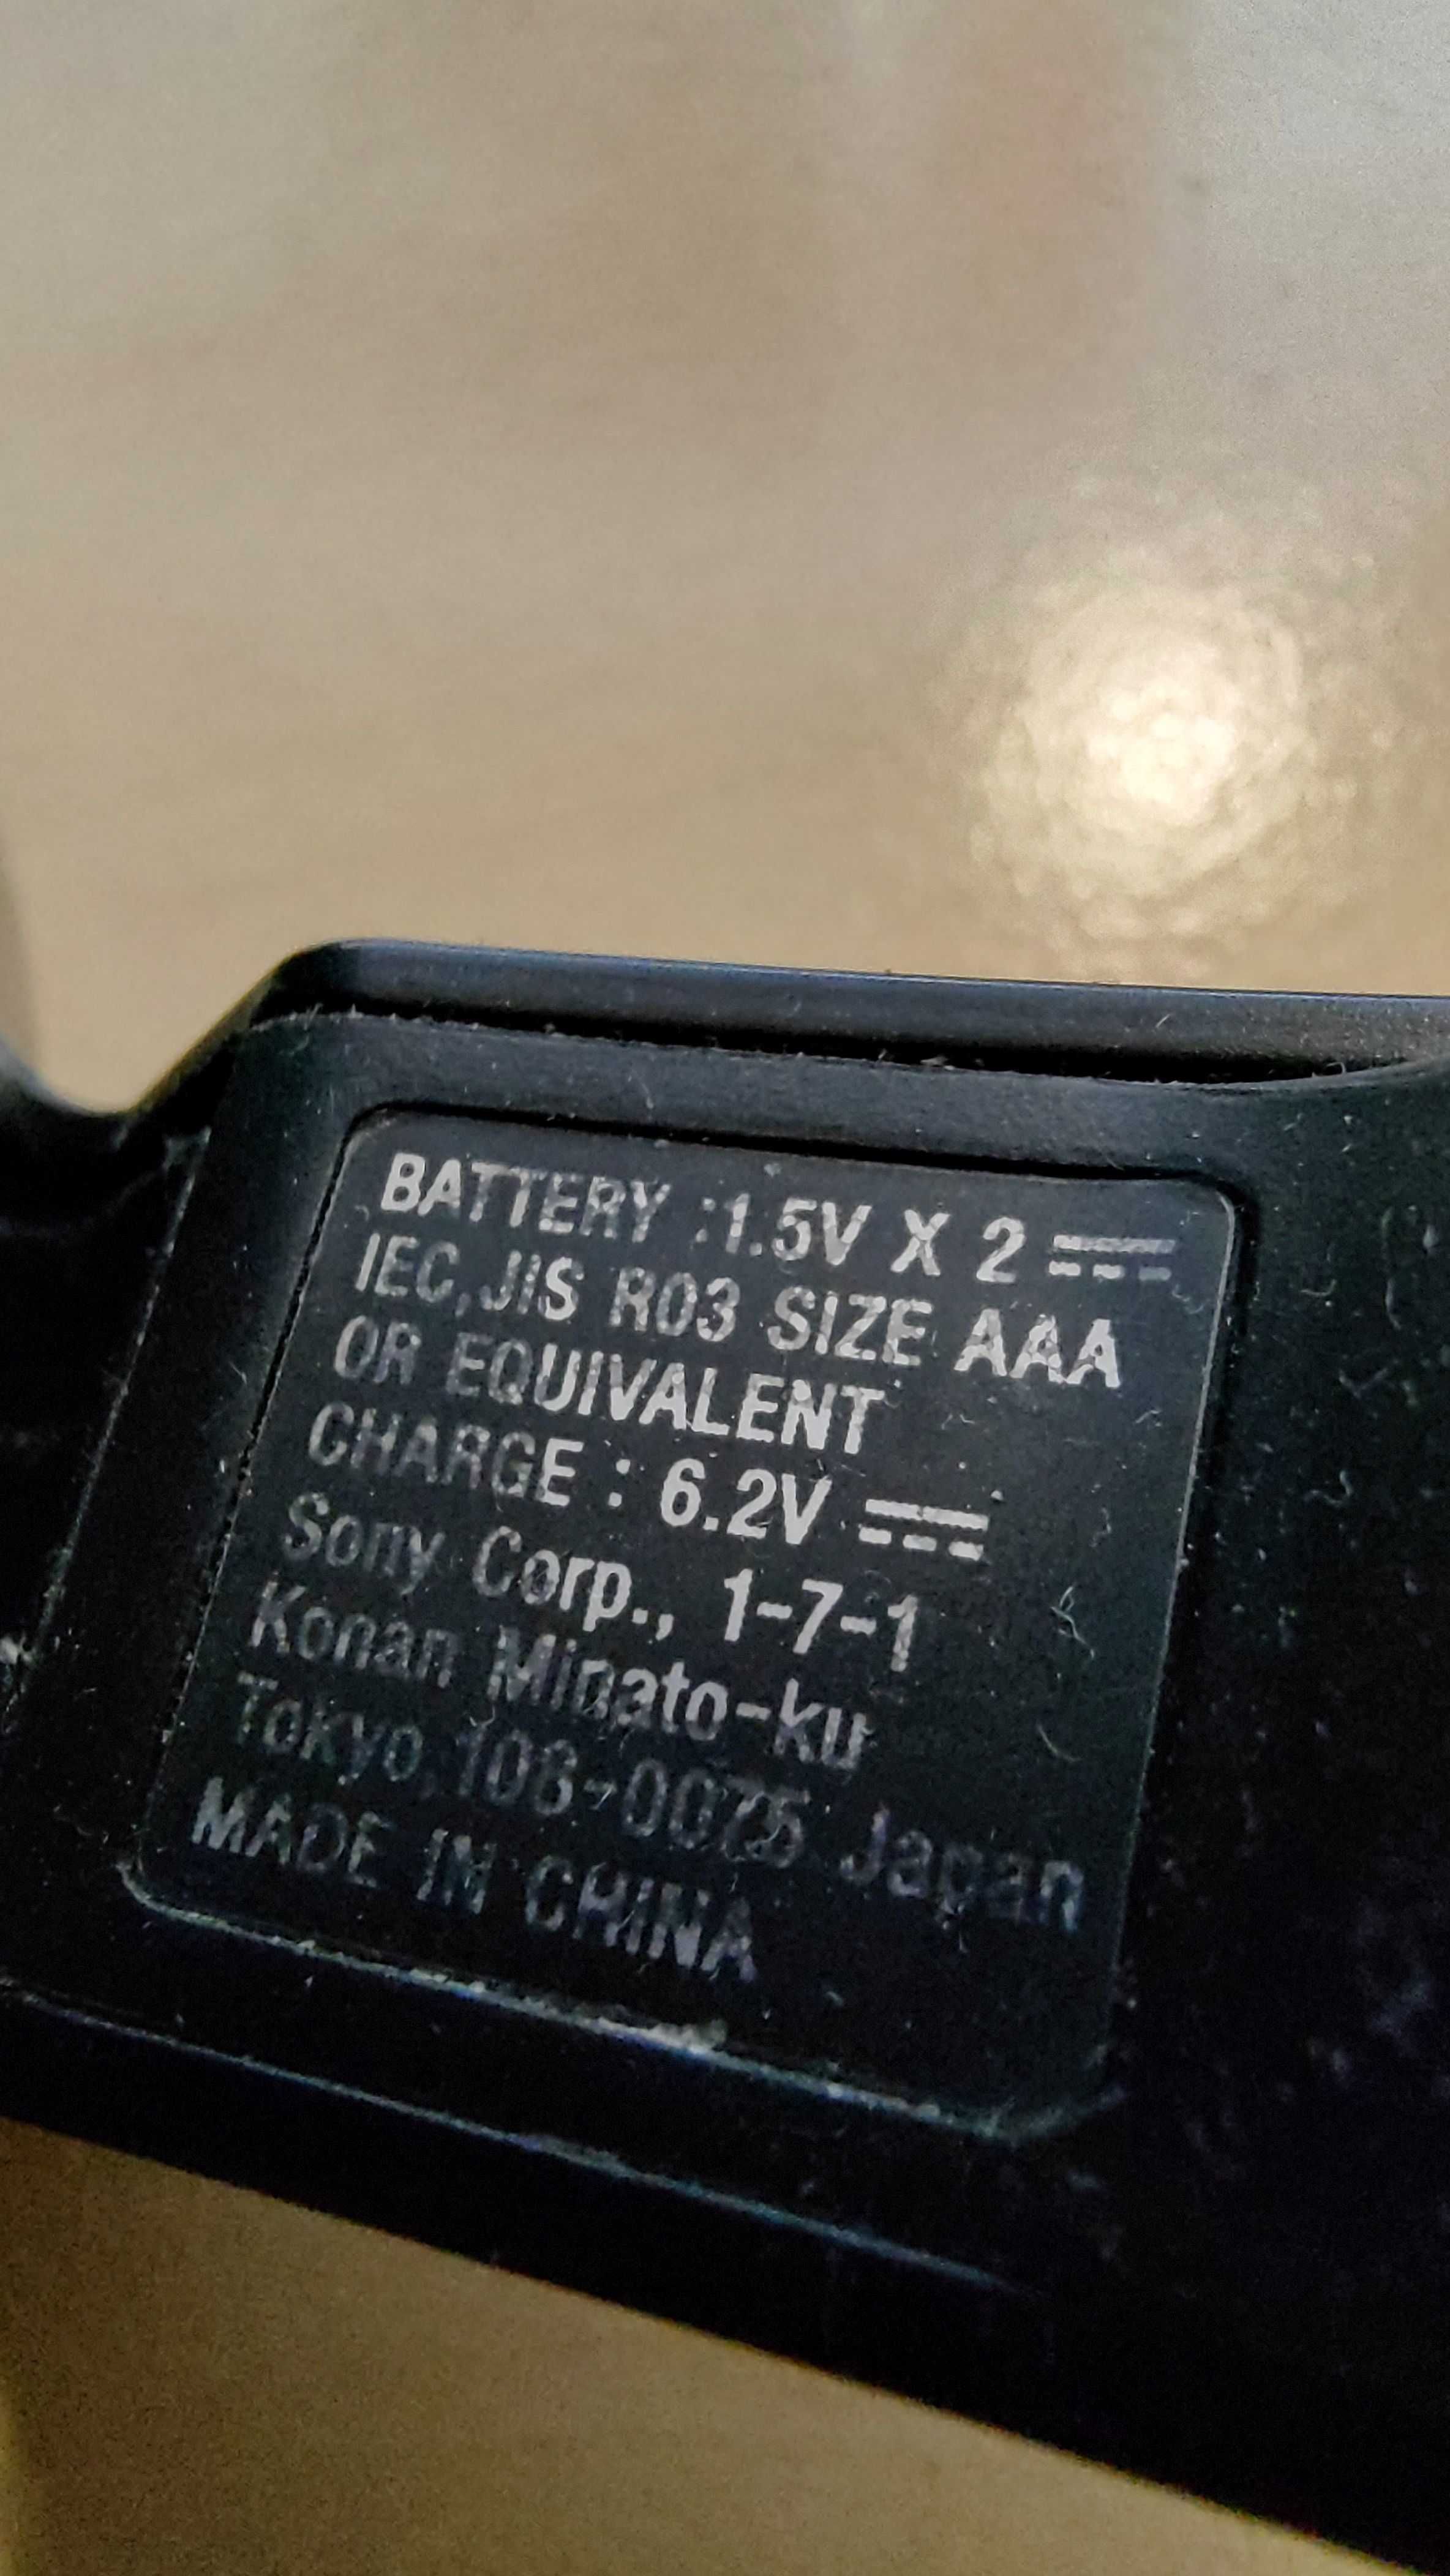 BATTERY :1.5V X 2 ⎓
IEC,JIS R03 SIZE AAA
OR EQUIVALENT
CHARGE : 6.2V ⎓
Sony Corp., 1-7-1
Konan Minato-ku
Tokyo,108-0075 Japan
MADE IN CHINA